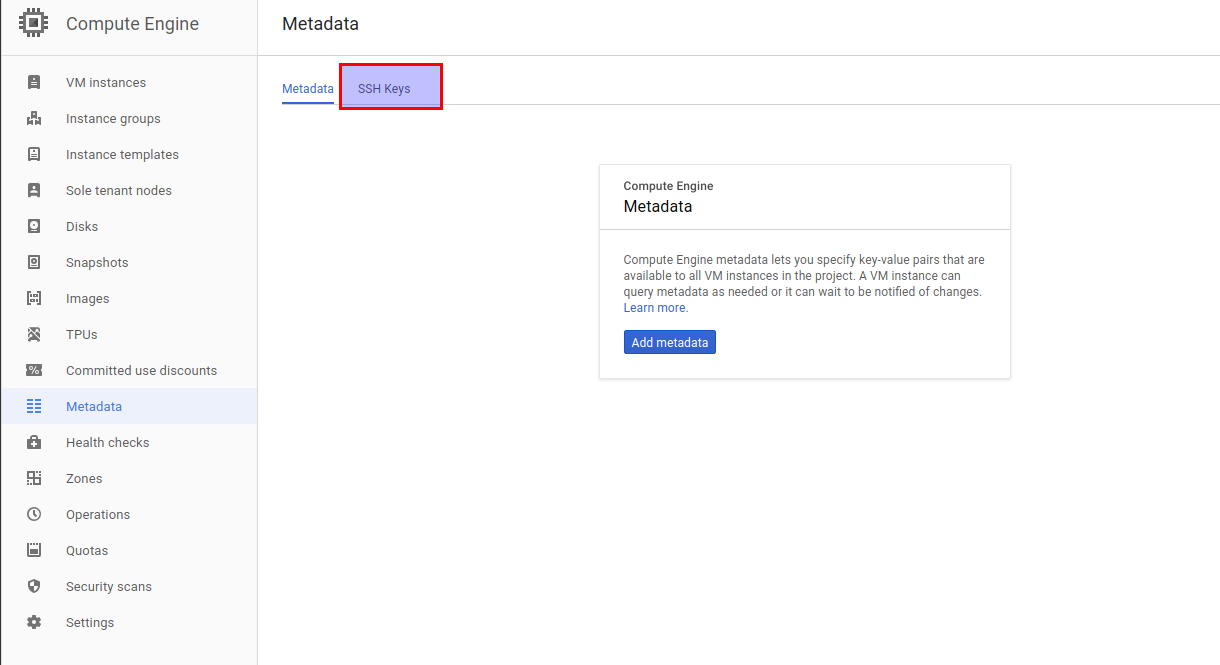 Compute Engine
Metadata
VM instances
Instance groups
Instance templates
Sole tenant nodes
Disks
Snapshots
Images
TPUs
Committed use discounts
Metadata
Health checks
Zones
Operations
Quotas
Security scans
Settings
Metadata SSH Keys
Compute Engine
Metadata
Compute Engine metadata lets you specify key-value pairs that are
available to all VM instances in the project. A VM instance can
query metadata as needed or it can wait to be notified of changes.
Learn more.
Add metadata